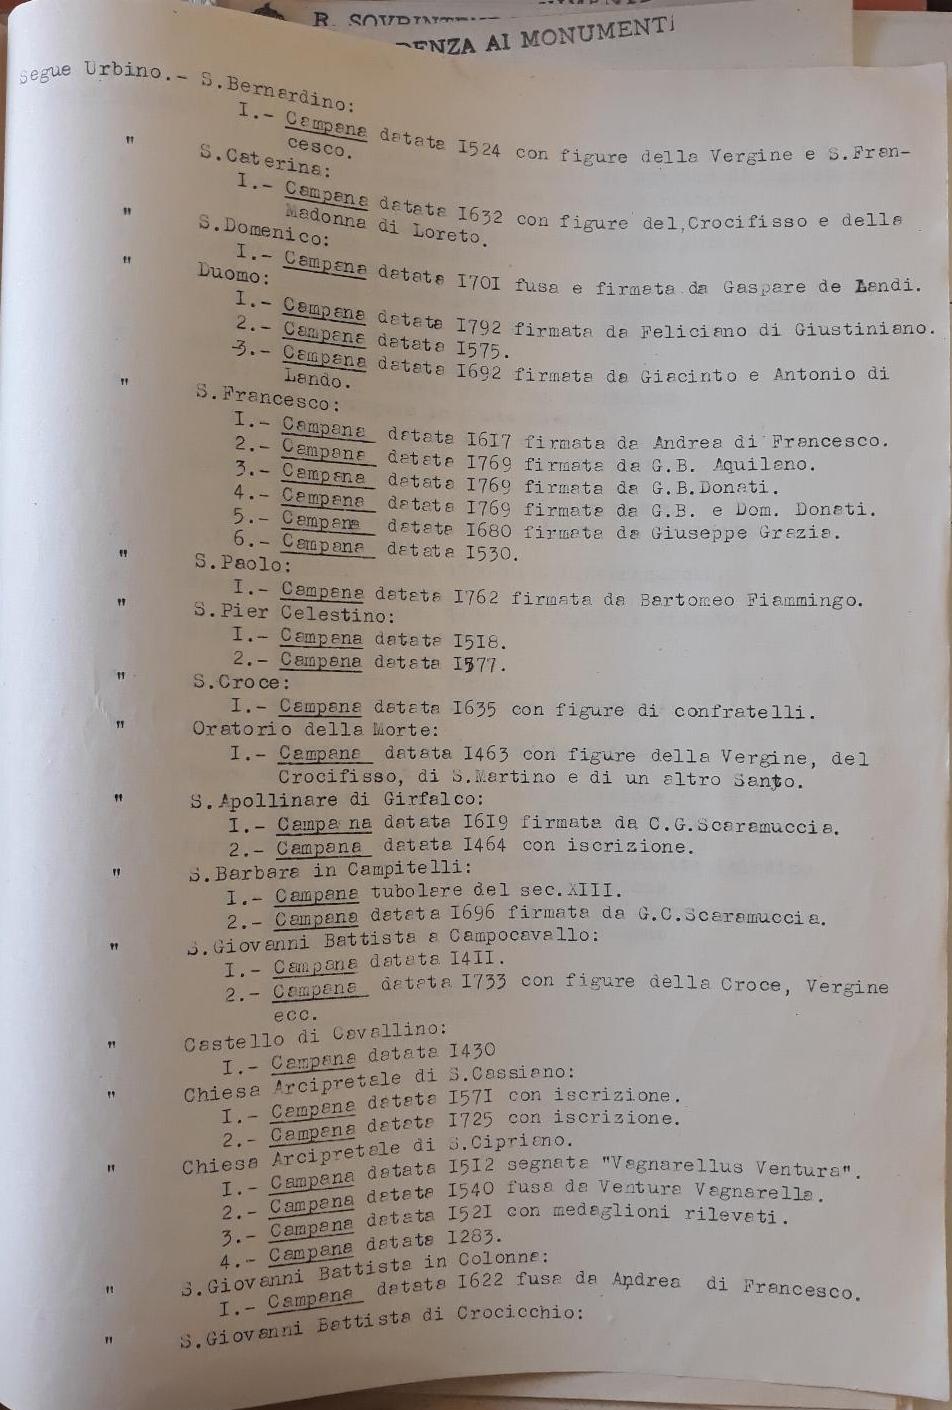 R. SOVRINTE
DENZA AI MONUMENTI
segue Urbino.- S.Bernardino:
I.- Campana datata I524 con figure della Vergine e S.Fran-
cesco.
" S.Caterina:
I.- Campana datata I632 con figure del,Crocifisso e della
Madonna di Loreto.
" S.Domenico:
I.- Campana datata I70I fusa e firmata da Gaspare de Landi.
" Duomo:
I.- Campana datata I792 firmata da Feliciano di Giustiniano.
2.- Campana datata I575.
3.- Campana datata I692 firmata da Giacinto e Antonio di
Lando.
" S.Francesco:
I.- Campana datata I6I7 firmata da Andrea di Francesco.
2.- Campana datata I769 firmata da G.B. Aquilano.
3.- Campana datata I769 firmata da G.B.Donati.
4.- Campana datata I769 firmata da G.B. e Dom. Donati.
5.- Campana datata I680 firmata da Giuseppe Grazia.
6.- Campana datata I530.
" S.Paolo:
I.- Campana datata I762 firmata da Bartomeo Fiammingo.
" S.Pier Celestino:
I.- Campana datata I5I8.
2.- Campana datata I577.
" S.Croce:
I.- Campana datata I635 con figure di confratelli.
" Oratorio della Morte:
I.- Campana datata I463 con figure della Vergine, del
Crocifisso, di S.Martino e di un altro Santo.
" S.Apollinare di Girfalco:
I.- Campa na datata I6I9 firmata da C.G.Scaramuccia.
2.- Campana datata I464 con iscrizione.
" S.Barbara in Campitelli:
I.- Campana tubolare del sec.XIII.
2.- Campana datata I696 firmata da G.C.Scaramuccia.
" S.Giovanni Battista a Campocavallo:
I.- Campana datata I4II.
2.- Campana datata I733 con figure della Croce, Vergine
ecc.
" Castello di Cavallino:
I.- Campana datata I430
" Chiesa Arcipretale di S.Cassiano:
I.- Campana datata I57I con iscrizione.
2.- Campana datata I725 con iscrizione.
" Chiesa Arcipretale di S.Cipriano.
I.- Campana datata I5I2 segnata "Vagnarellus Ventura".
2.- Campana datata I540 fusa da Ventura Vagnarella.
3.- Campana datata I52I con medaglioni rilevati.
4.- Campana datata I283.
" S.Giovanni Battista in Colonna:
I.- Campana datata I622 fusa da Andrea di Francesco.
" S.Giovanni Battista di Crocicchio: